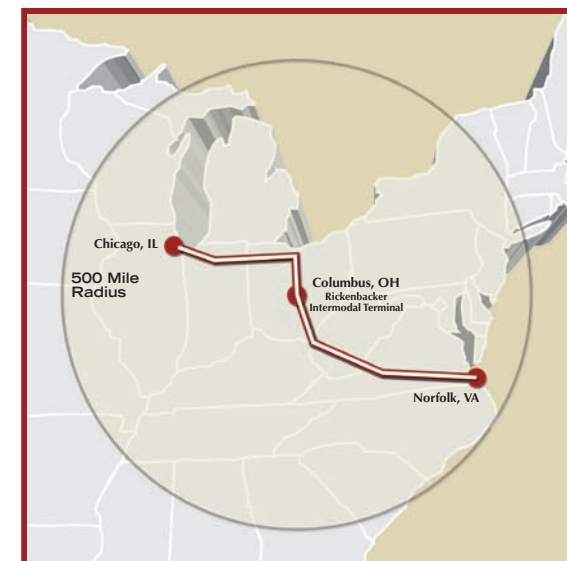 Chicago, IL
500 Mile
Radius
Columbus, OH
Rickenbacker
Intermodal Terminal
Norfolk, VA